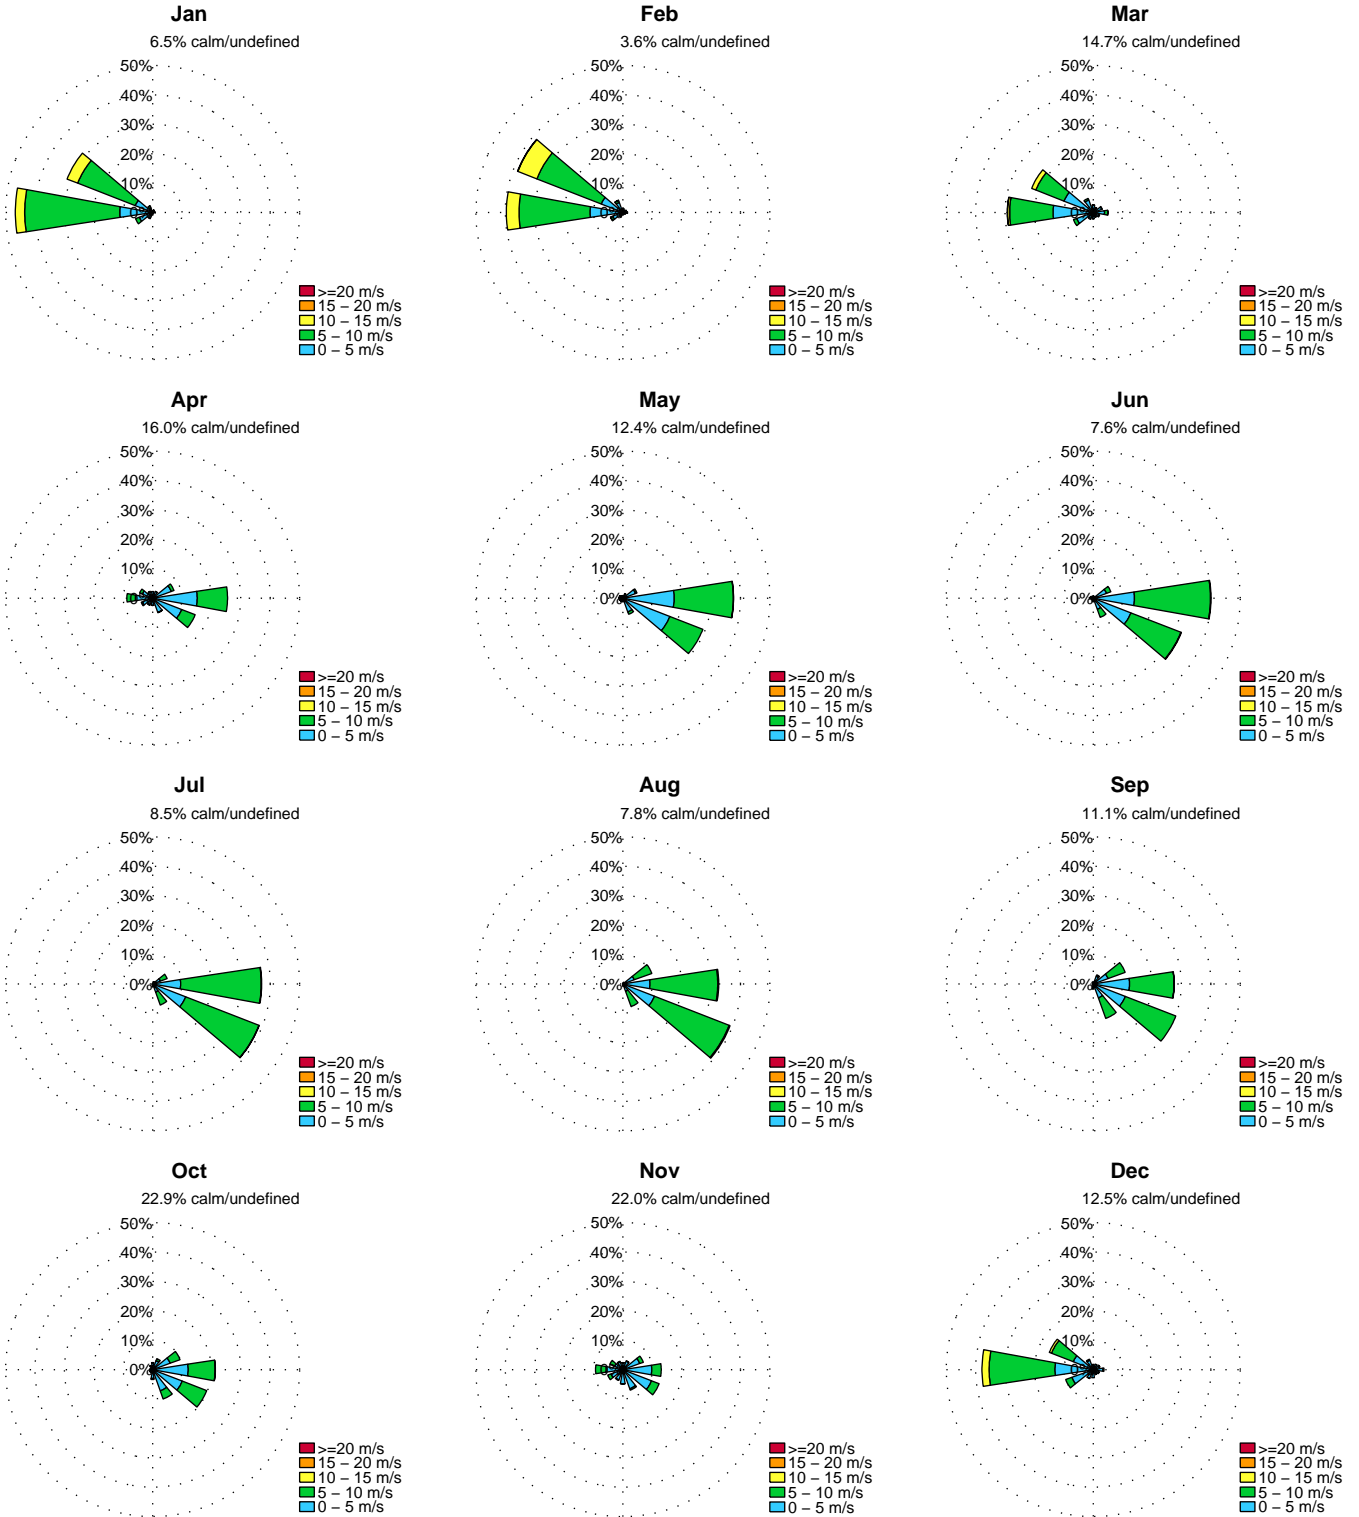 Jan
6.5% calm/undefined
50%
40%
30%
20%
10%
0%
>=20 m/s
15 – 20 m/s
10 – 15 m/s
5 – 10 m/s
0 – 5 m/s
Feb
3.6% calm/undefined
50%
40%
30%
20%
10%
0%
>=20 m/s
15 – 20 m/s
10 – 15 m/s
5 – 10 m/s
0 – 5 m/s
Mar
14.7% calm/undefined
50%
40%
30%
20%
10%
0%
>=20 m/s
15 – 20 m/s
10 – 15 m/s
5 – 10 m/s
0 – 5 m/s
Apr
16.0% calm/undefined
50%
40%
30%
20%
10%
0%
>=20 m/s
15 – 20 m/s
10 – 15 m/s
5 – 10 m/s
0 – 5 m/s
May
12.4% calm/undefined
50%
40%
30%
20%
10%
0%
>=20 m/s
15 – 20 m/s
10 – 15 m/s
5 – 10 m/s
0 – 5 m/s
Jun
7.6% calm/undefined
50%
40%
30%
20%
10%
0%
>=20 m/s
15 – 20 m/s
10 – 15 m/s
5 – 10 m/s
0 – 5 m/s
Jul
8.5% calm/undefined
50%
40%
30%
20%
10%
0%
>=20 m/s
15 – 20 m/s
10 – 15 m/s
5 – 10 m/s
0 – 5 m/s
Aug
7.8% calm/undefined
50%
40%
30%
20%
10%
0%
>=20 m/s
15 – 20 m/s
10 – 15 m/s
5 – 10 m/s
0 – 5 m/s
Sep
11.1% calm/undefined
50%
40%
30%
20%
10%
0%
>=20 m/s
15 – 20 m/s
10 – 15 m/s
5 – 10 m/s
0 – 5 m/s
Oct
22.9% calm/undefined
50%
40%
30%
20%
10%
0%
>=20 m/s
15 – 20 m/s
10 – 15 m/s
5 – 10 m/s
0 – 5 m/s
Nov
22.0% calm/undefined
50%
40%
30%
20%
10%
0%
>=20 m/s
15 – 20 m/s
10 – 15 m/s
5 – 10 m/s
0 – 5 m/s
Dec
12.5% calm/undefined
50%
40%
30%
20%
10%
0%
>=20 m/s
15 – 20 m/s
10 – 15 m/s
5 – 10 m/s
0 – 5 m/s